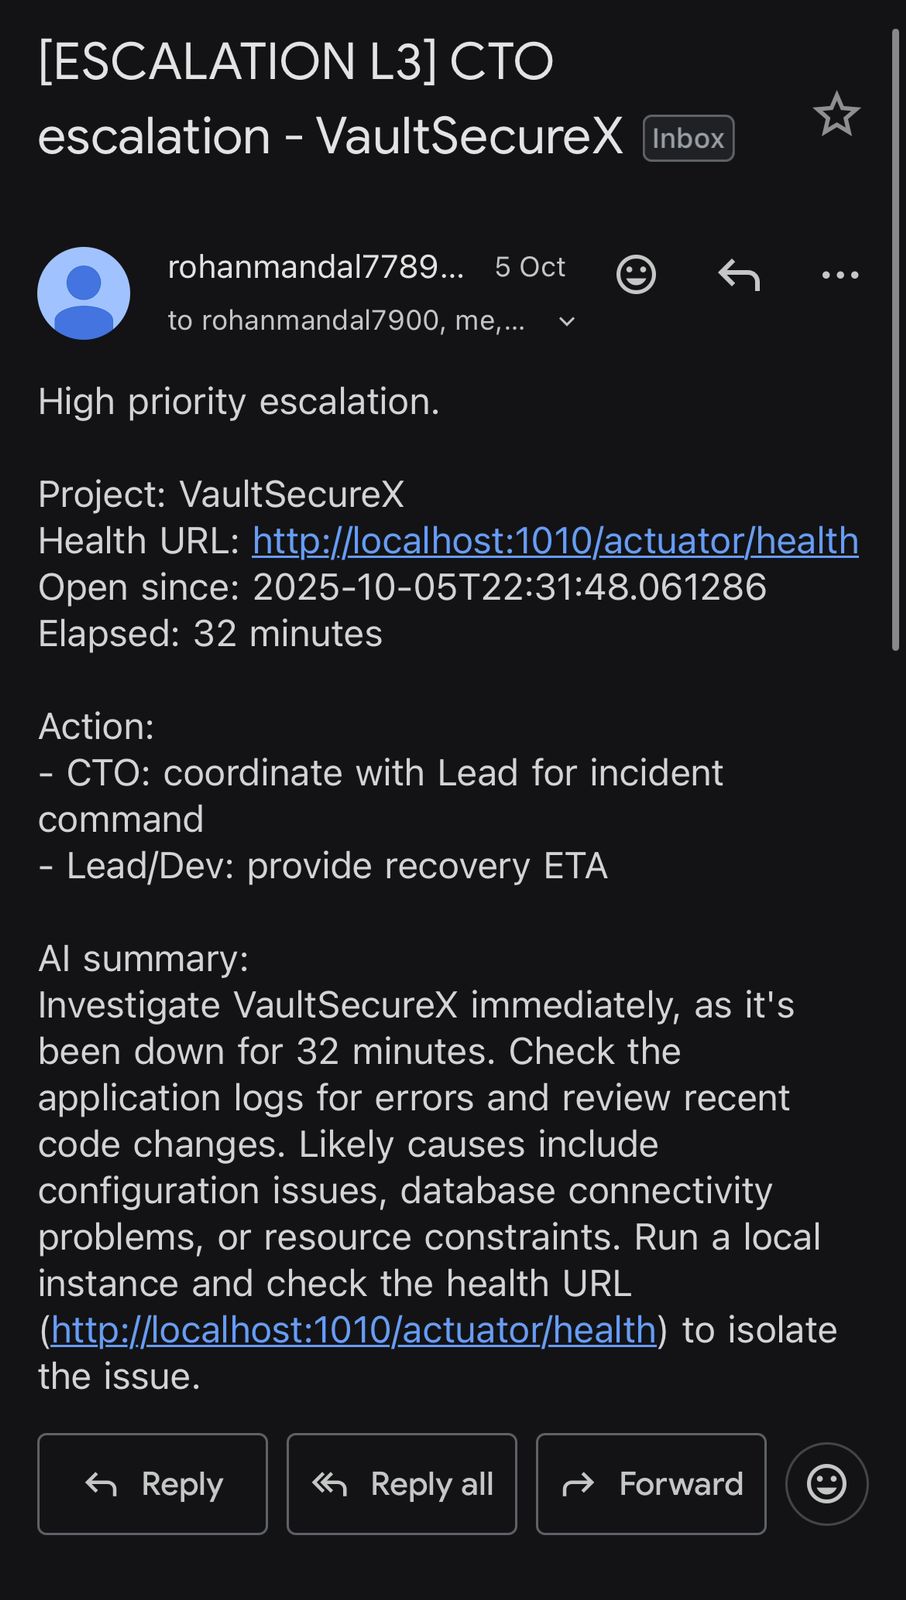 [ESCALATION L3] CTO
escalation - VaultSecureX Inbox
rohanmandal7789... 5 Oct
to rohanmandal7900, me,...
High priority escalation.
Project: VaultSecureX
Health URL: http://localhost:1010/actuator/health
Open since: 2025-10-05T22:31:48.061286
Elapsed: 32 minutes
Action:
- CTO: coordinate with Lead for incident
command
- Lead/Dev: provide recovery ETA
AI summary:
Investigate VaultSecureX immediately, as it's
been down for 32 minutes. Check the
application logs for errors and review recent
code changes. Likely causes include
configuration issues, database connectivity
problems, or resource constraints. Run a local
instance and check the health URL
(http://localhost:1010/actuator/health) to isolate
the issue.
Reply Reply all Forward